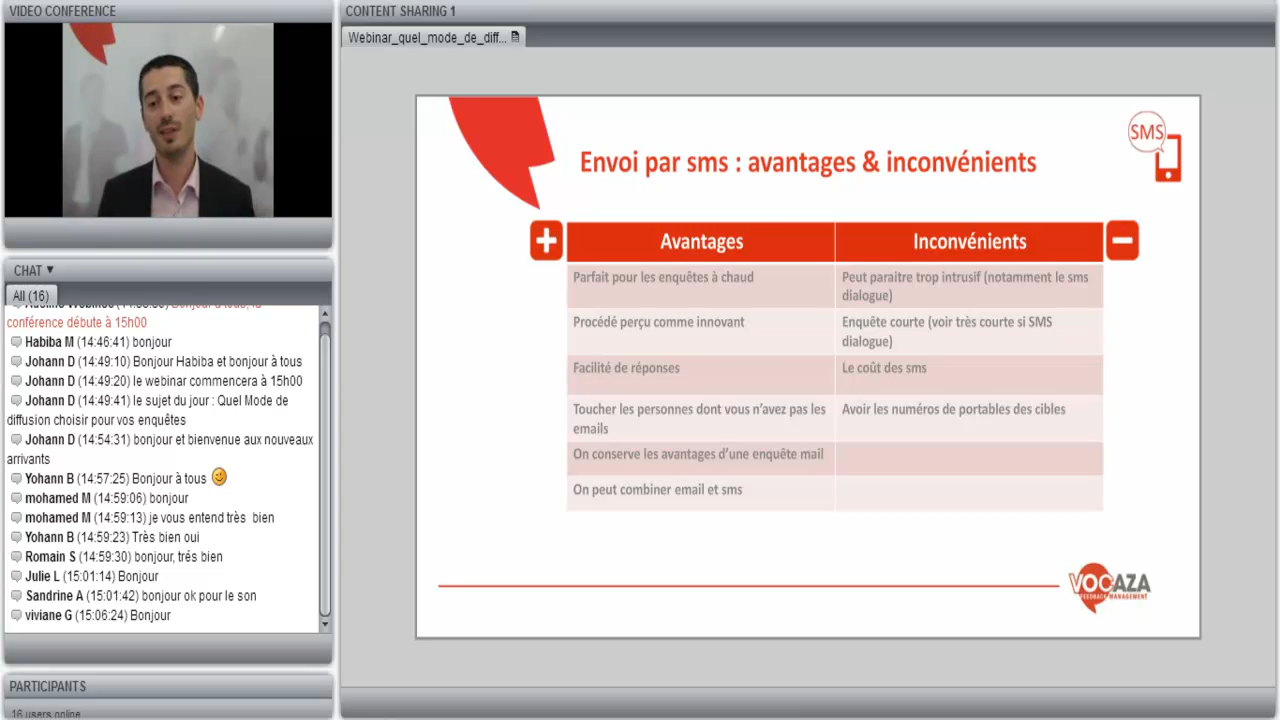 VIDEO CONFERENCE
CHAT
All (16)
conférence débute à 15h00
Habiba M (14:46:41) bonjour
Johann D (14:49:10) Bonjour Habiba et bonjour à tous
Johann D (14:49:20) le webinar commencera à 15h00
Johann D (14:49:41) le sujet du jour : Quel Mode de
diffusion choisir pour vos enquêtes
Johann D (14:54:31) bonjour et bienvenue aux nouveaux
arrivants
Yohann B (14:57:25) Bonjour à tous
mohamed M (14:59:06) bonjour
mohamed M (14:59:13) je vous entend très bien
Yohann B (14:59:23) Très bien oui
Romain S (14:59:30) bonjour, trés bien
Julie L (15:01:14) Bonjour
Sandrine A (15:01:42) bonjour ok pour le son
viviane G (15:06:24) Bonjour
PARTICIPANTS
16 users online
CONTENT SHARING 1
Webinar_quel_mode_de_diff...
SMS
Envoi par sms : avantages & inconvénients
Avantages
Inconvénients
Parfait pour les enquêtes à chaud
Peut paraitre trop intrusif (notamment le sms
dialogue)
Procédé perçu comme innovant
Enquête courte (voir très courte si SMS
dialogue)
Facilité de réponses
Le coût des sms
Toucher les personnes dont vous n'avez pas les
emails
Avoir les numéros de portables des cibles
On conserve les avantages d'une enquête mail
On peut combiner email et sms
VOCAZA
FEEDBACK MANAGEMENT